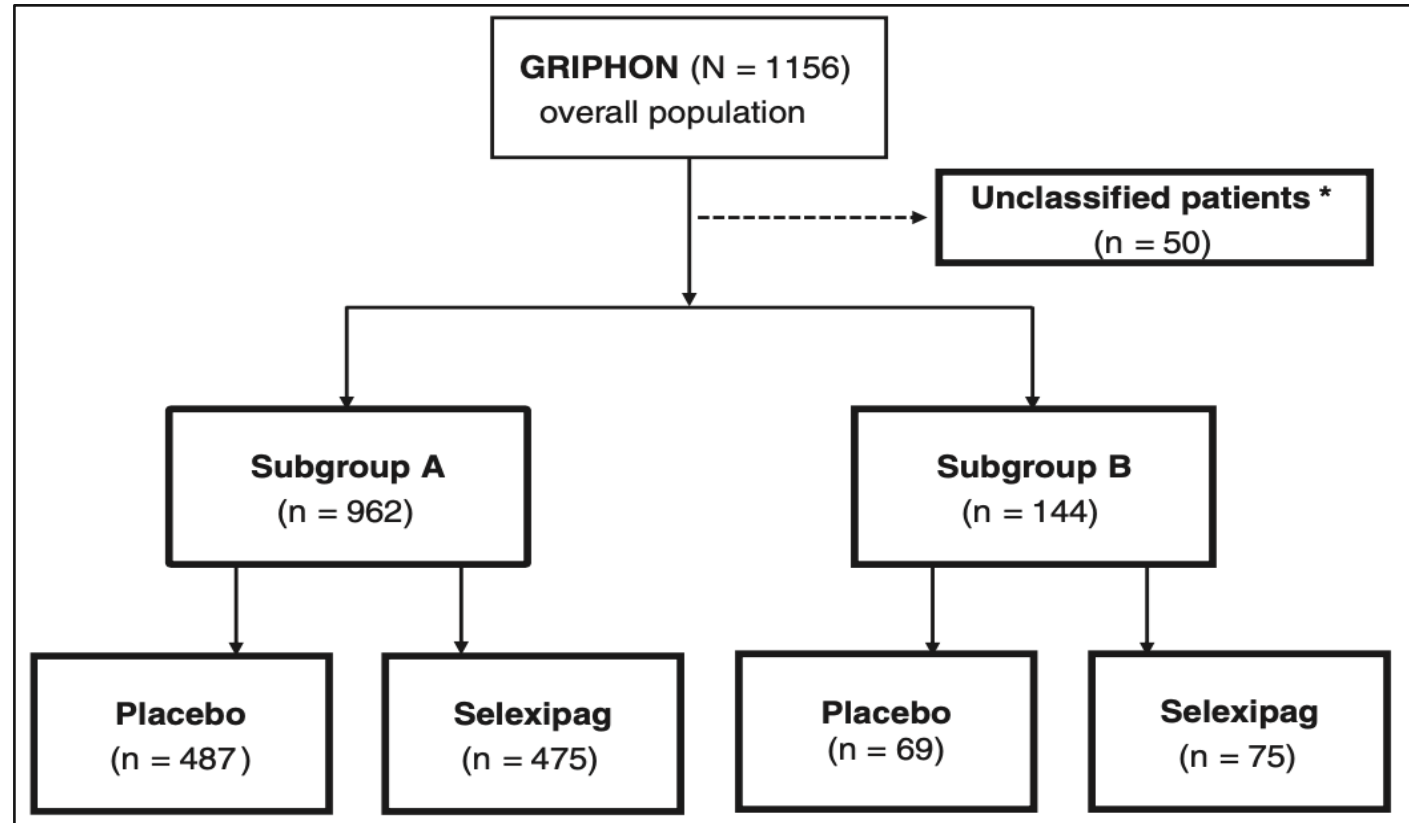 GRIPHON (N = 1156)
overall population
Unclassified patients *
(n = 50)
Subgroup A
(n = 962)
Subgroup B
(n = 144)
Placebo
(n = 487)
Selexipag
(n = 475)
Placebo
(n = 69)
Selexipag
(n = 75)